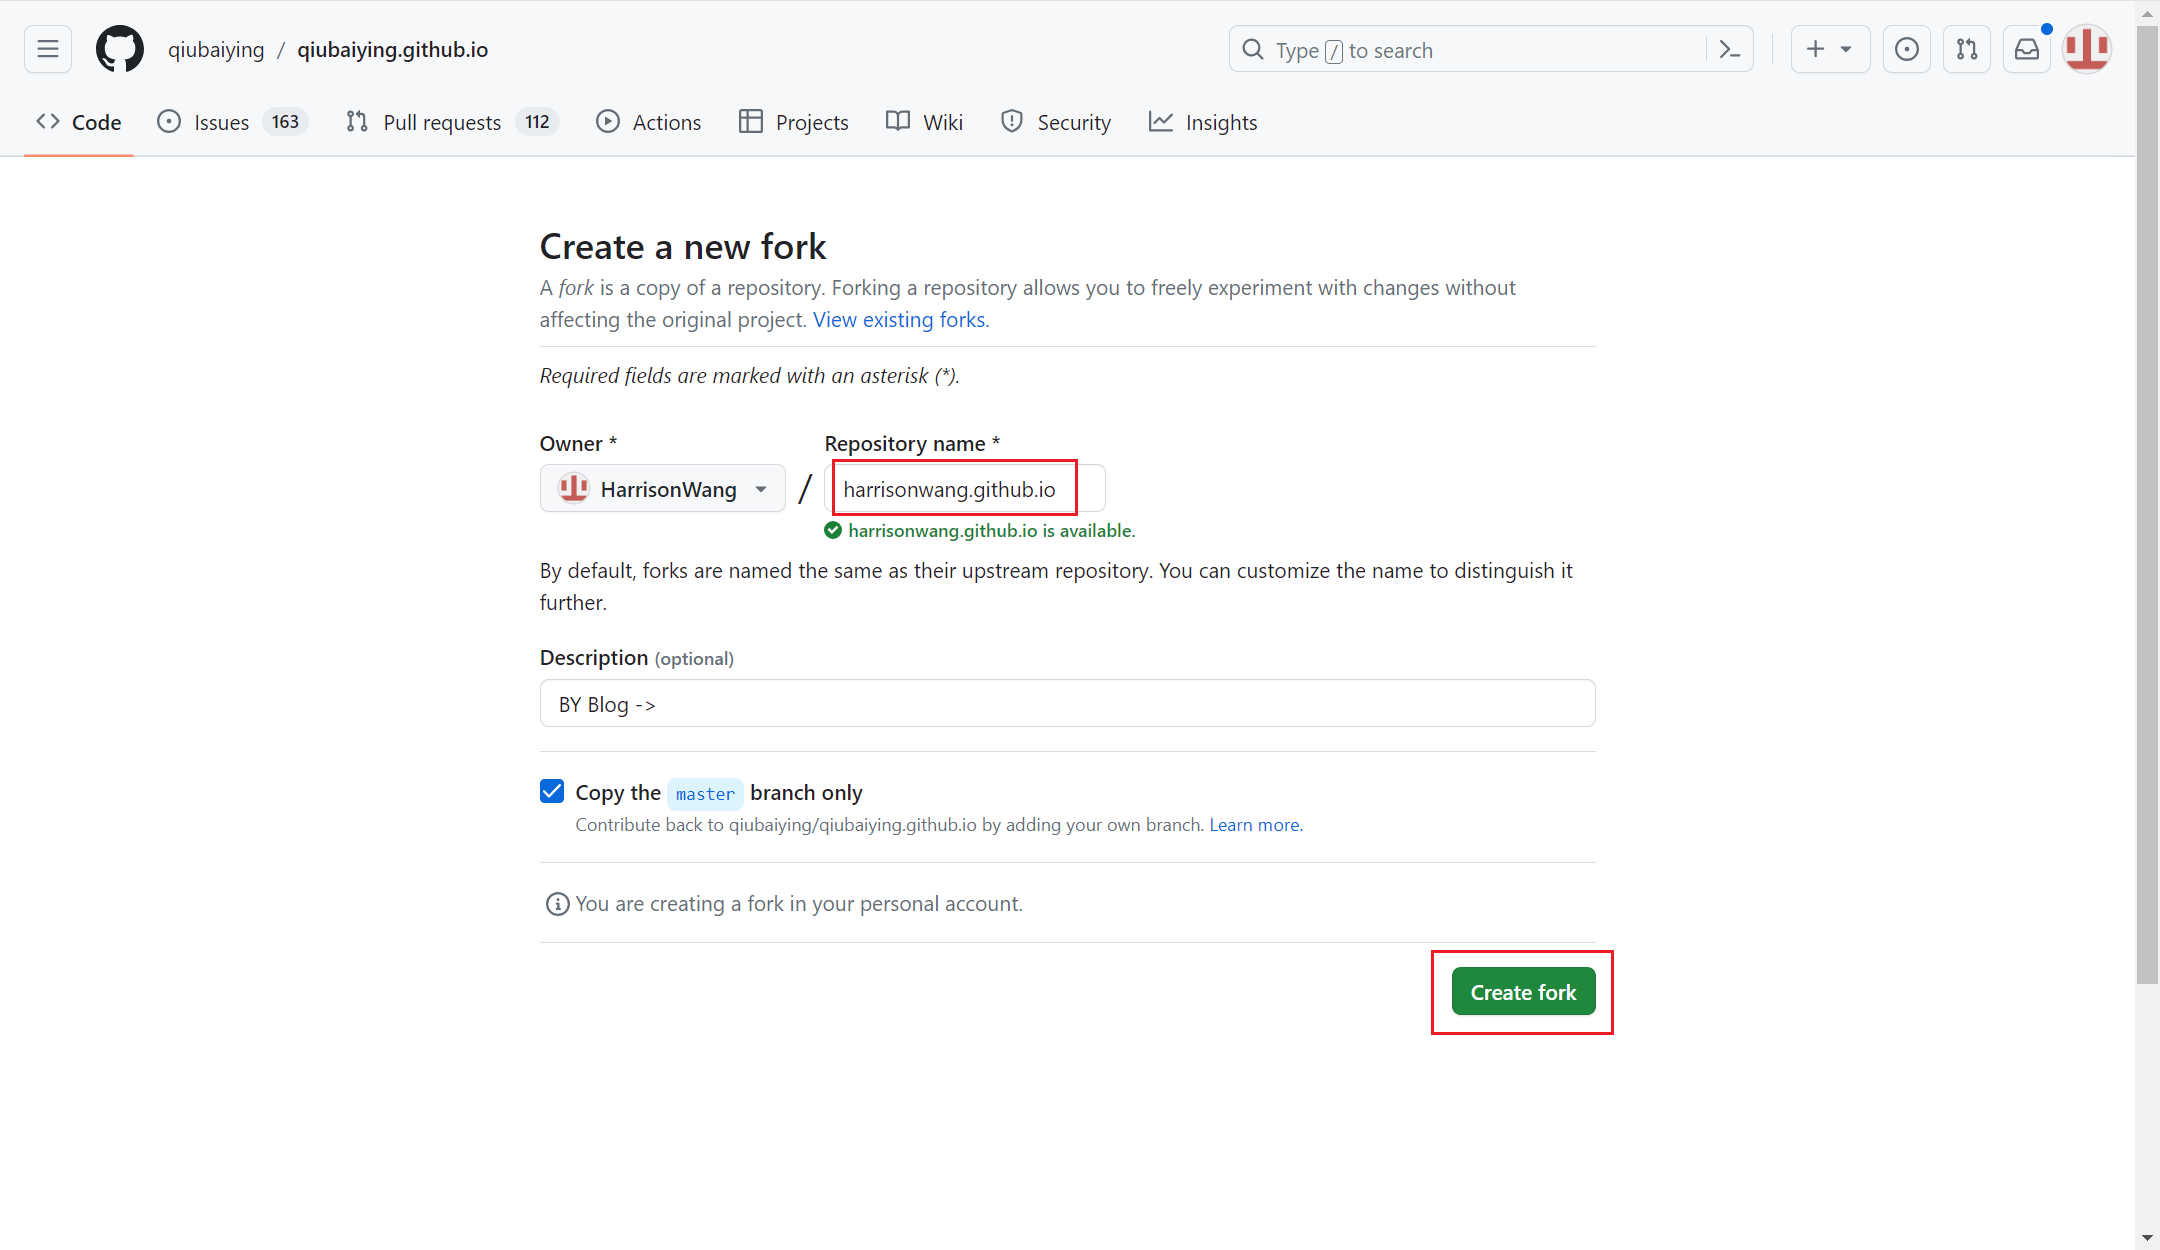 qiubaiying / qiubaiying.github.io
Type / to search
Code
Issues 163
Pull requests 112
Actions
Projects
Wiki
Security
Insights
Create a new fork
A fork is a copy of a repository. Forking a repository allows you to freely experiment with changes without
affecting the original project. View existing forks.
Required fields are marked with an asterisk (*).
Owner *
Repository name *
HarrisonWang / harrisonwang.github.io
harrisonwang.github.io is available.
By default, forks are named the same as their upstream repository. You can customize the name to distinguish it
further.
Description (optional)
BY Blog ->
Copy the master branch only
Contribute back to qiubaiying/qiubaiying.github.io by adding your own branch. Learn more.
You are creating a fork in your personal account.
Create fork